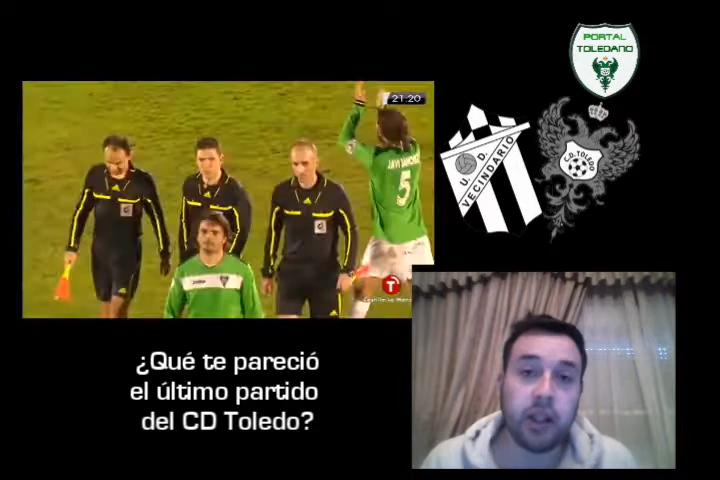 PORTAL
TOLEDANO
21:20
JAVI SANCHEZ
5
U.D.
VECINDARIO
C.D. TOLEDO
T
¿Qué te pareció
el último partido
del CD Toledo?